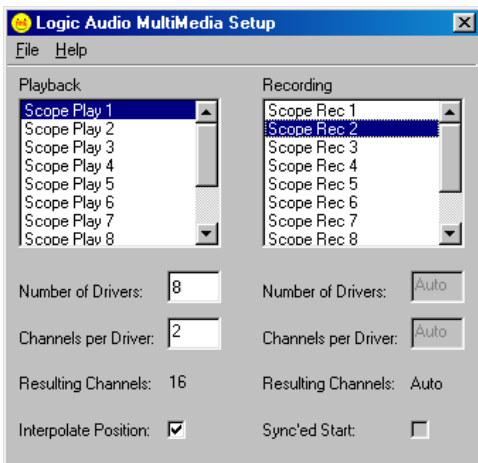 Logic Audio MultiMedia Setup
File Help
Playback
Scope Play 1
Scope Play 2
Scope Play 3
Scope Play 4
Scope Play 5
Scope Play 6
Scope Play 7
Scope Play 8
Number of Drivers: 8
Channels per Driver: 2
Resulting Channels: 16
Interpolate Position:
Recording
Scope Rec 1
Scope Rec 2
Scope Rec 3
Scope Rec 4
Scope Rec 5
Scope Rec 6
Scope Rec 7
Scope Rec 8
Number of Drivers: Auto
Channels per Driver: Auto
Resulting Channels: Auto
Sync'ed Start: